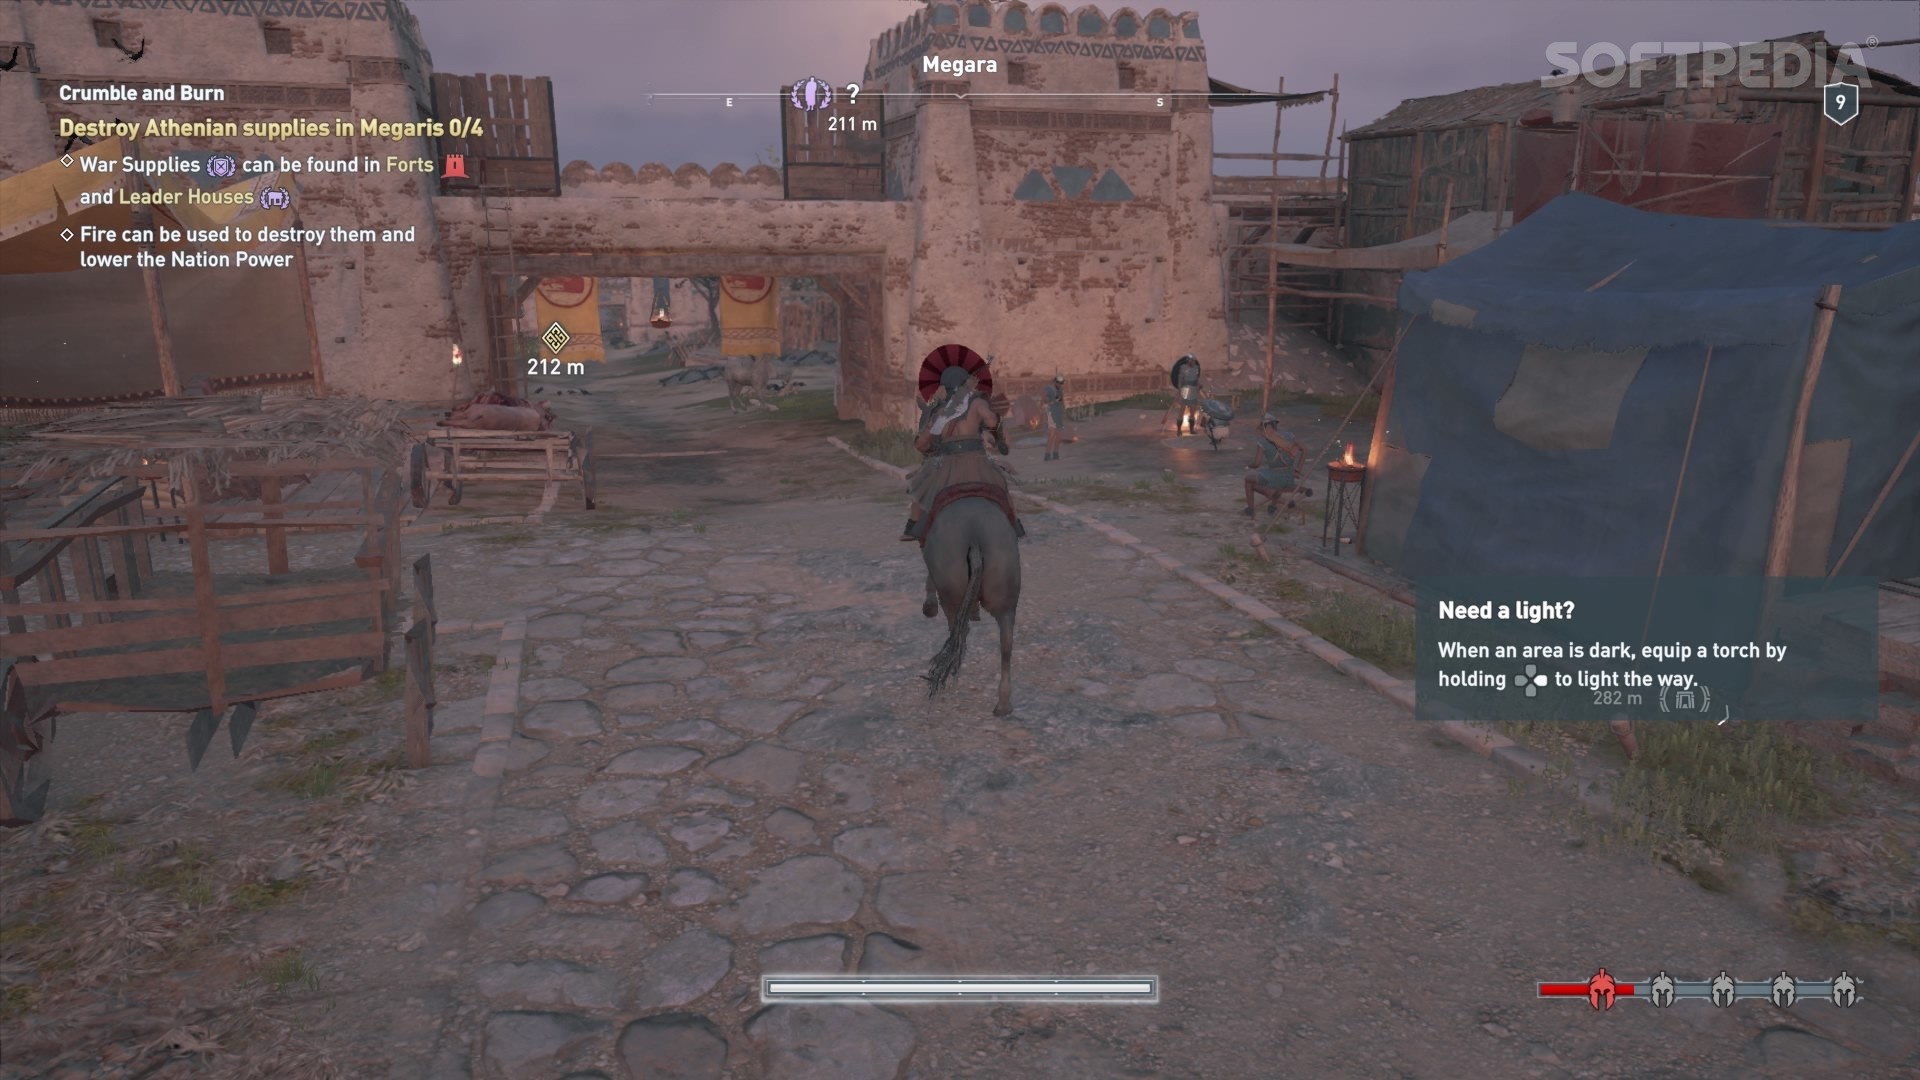 SOFTPEDIA®
Megara
E
?
S
211 m
9
Crumble and Burn
Destroy Athenian supplies in Megaris 0/4
War Supplies can be found in Forts
and Leader Houses
Fire can be used to destroy them and
lower the Nation Power
212 m
Need a light?
When an area is dark, equip a torch by
holding to light the way.
282 m